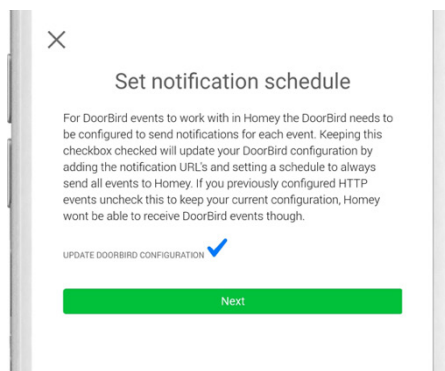 Set notification schedule
For DoorBird events to work with in Homey the DoorBird needs to
be configured to send notifications for each event. Keeping this
checkbox checked will update your DoorBird configuration by
adding the notification URL's and setting a schedule to always
send all events to Homey. If you previously configured HTTP
events uncheck this to keep your current configuration, Homey
wont be able to receive DoorBird events though.
UPDATE DOORBIRD CONFIGURATION
Next